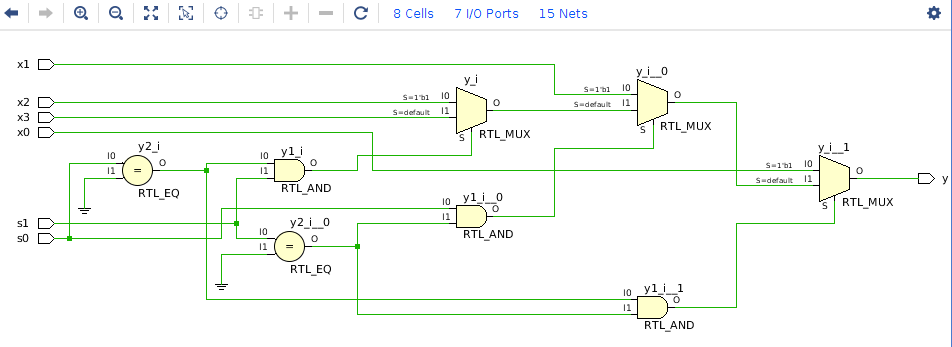 8 Cells 7 I/O Ports 15 Nets
x1
y_i__0
y_i
S=1'b1 I0
O
x2
S=1'b1 I0
O
S=default I1
x3
S=default I1
x0
S
RTL_MUX
S
RTL_MUX
y2_i
y1_i
y_i__1
I0
O
I0
O
S=1'b1 I0
O
I1
=
I1
S=default I1
y
RTL_EQ
RTL_AND
y1_i__0
S
RTL_MUX
I0
O
s1
y2_i__0
I1
s0
I0
O
RTL_AND
I1
=
RTL_EQ
y1_i__1
I0
O
I1
RTL_AND